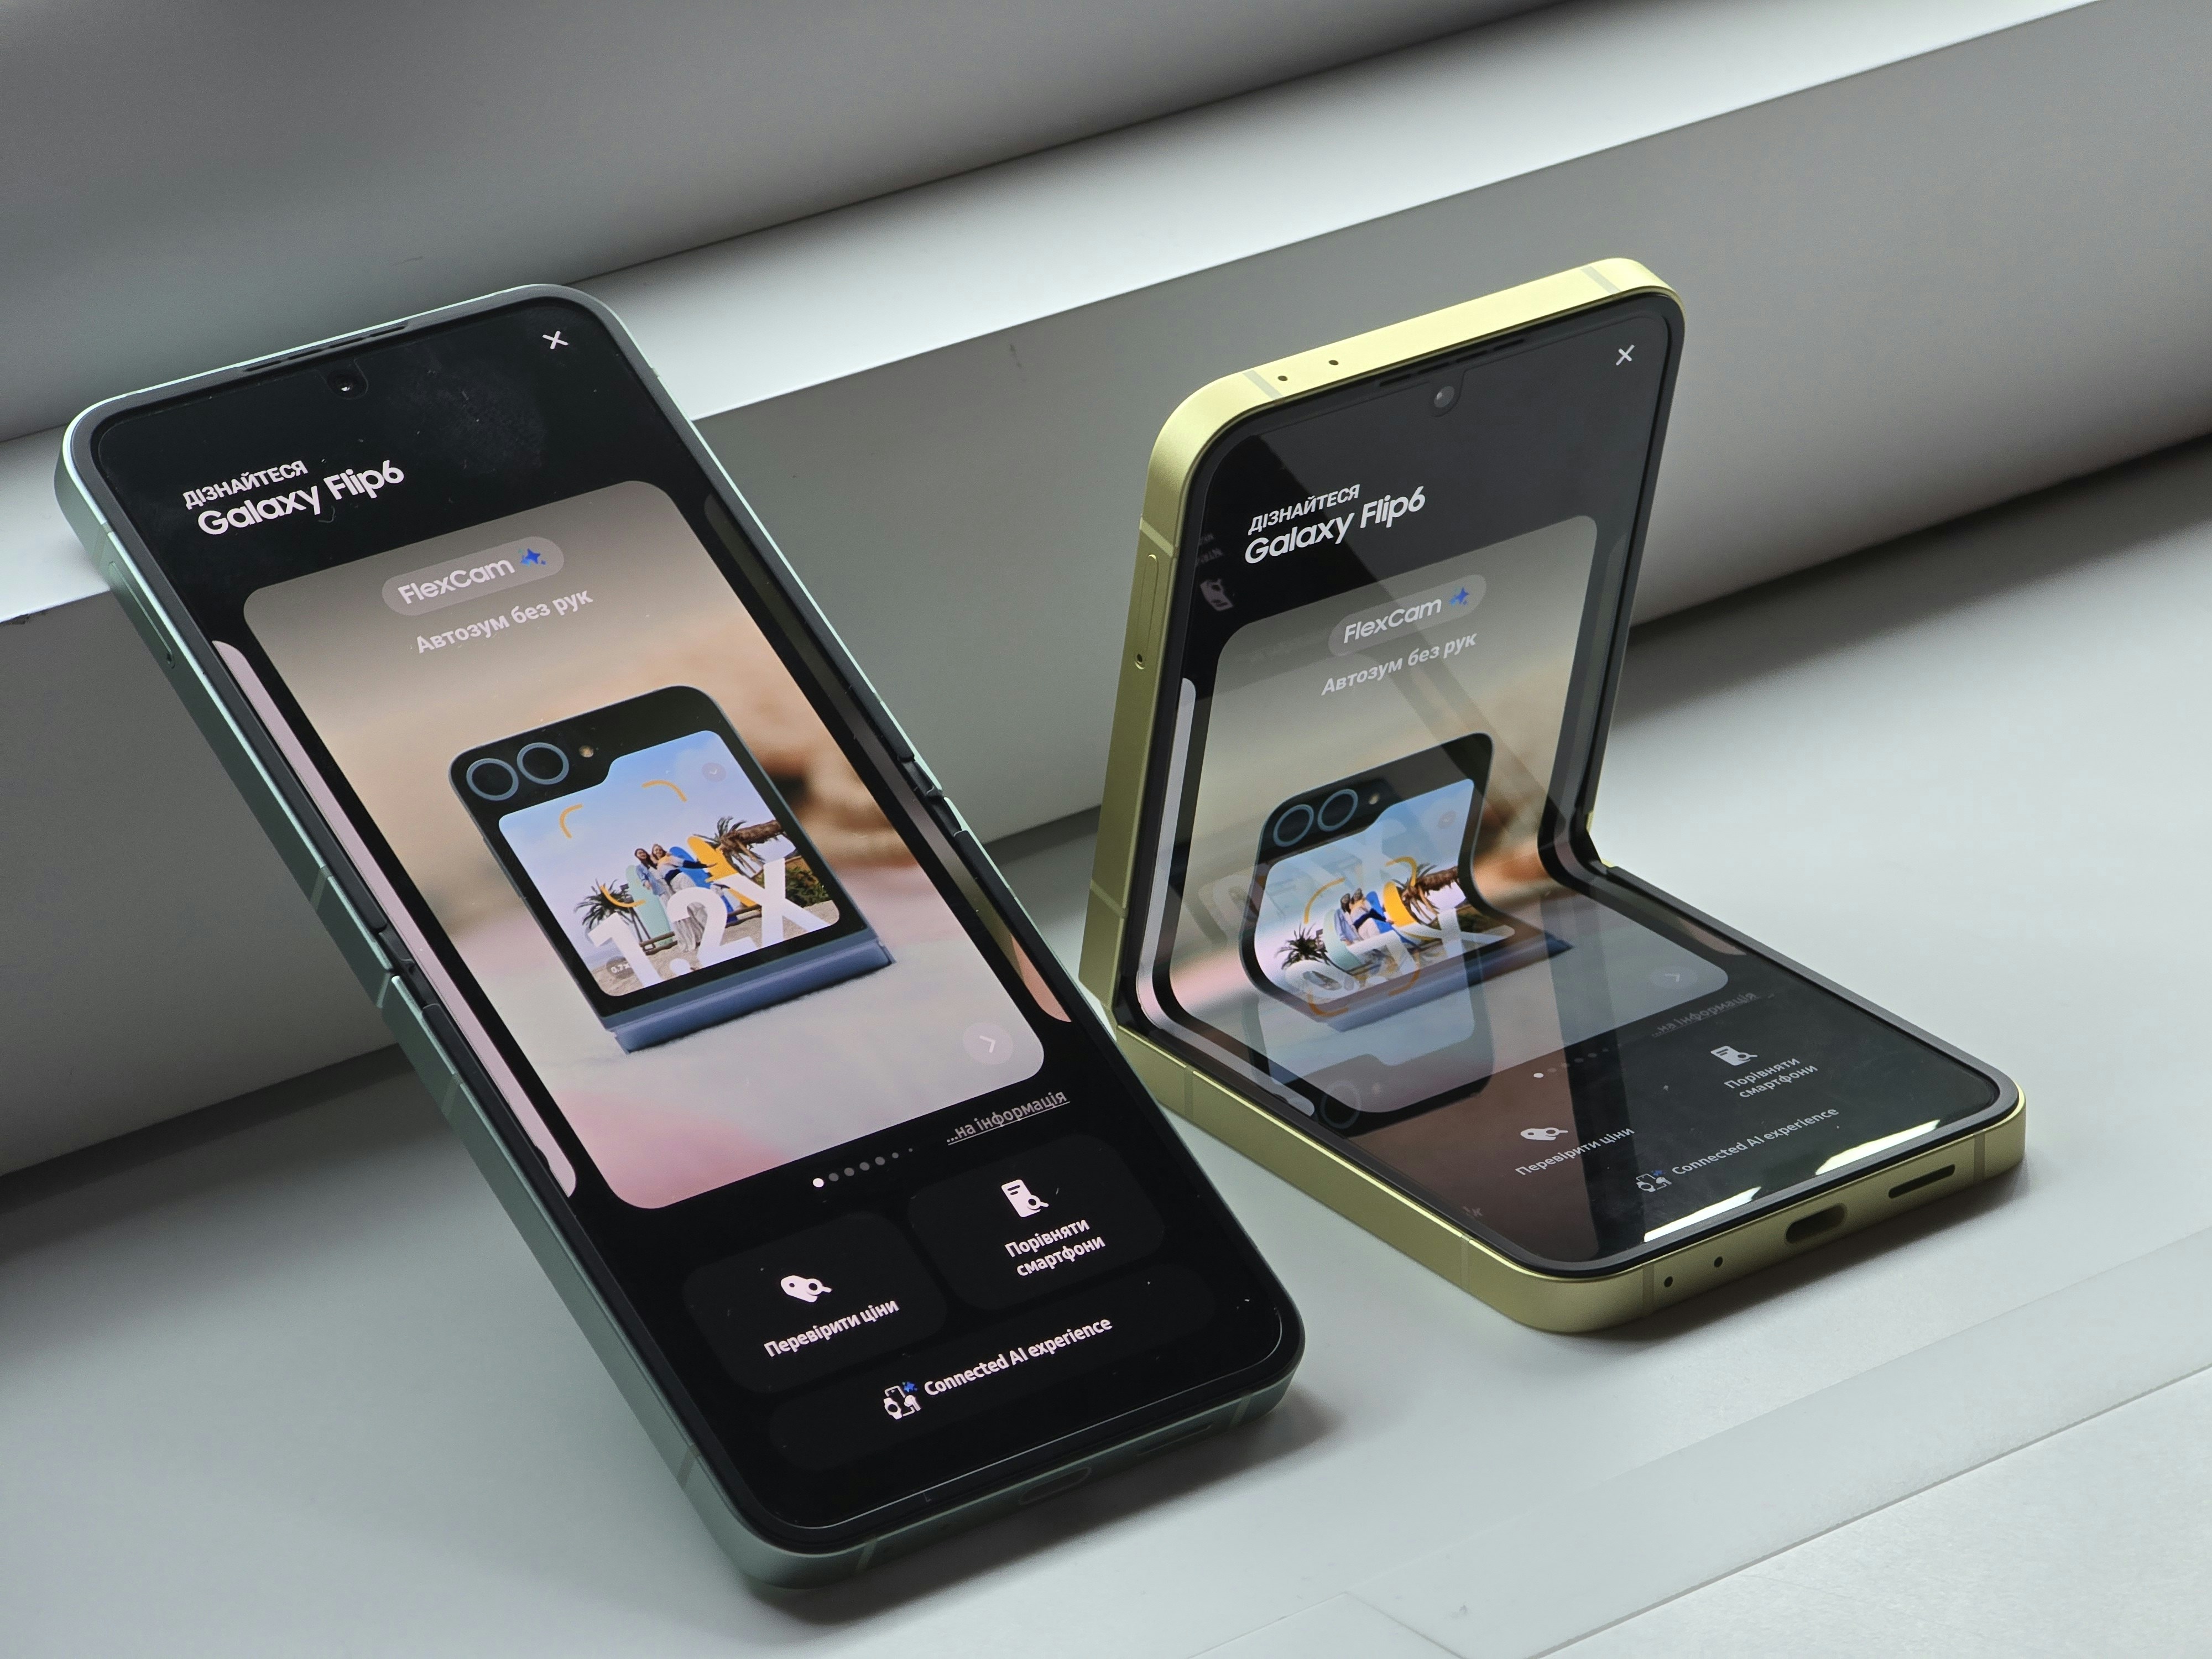 ДІЗНАЙТЕСЯ
Galaxy Flip6
FlexCam
Автозум без рук
1.2X
...на інформація
Порівняти
смартфони
Перевірити ціни
Connected AI experience
ДІЗНАЙТЕСЯ
Galaxy Flip6
FlexCam
Автозум без рук
...на інформація
Порівняти
смартфони
Перевірити ціни
Connected AI experience